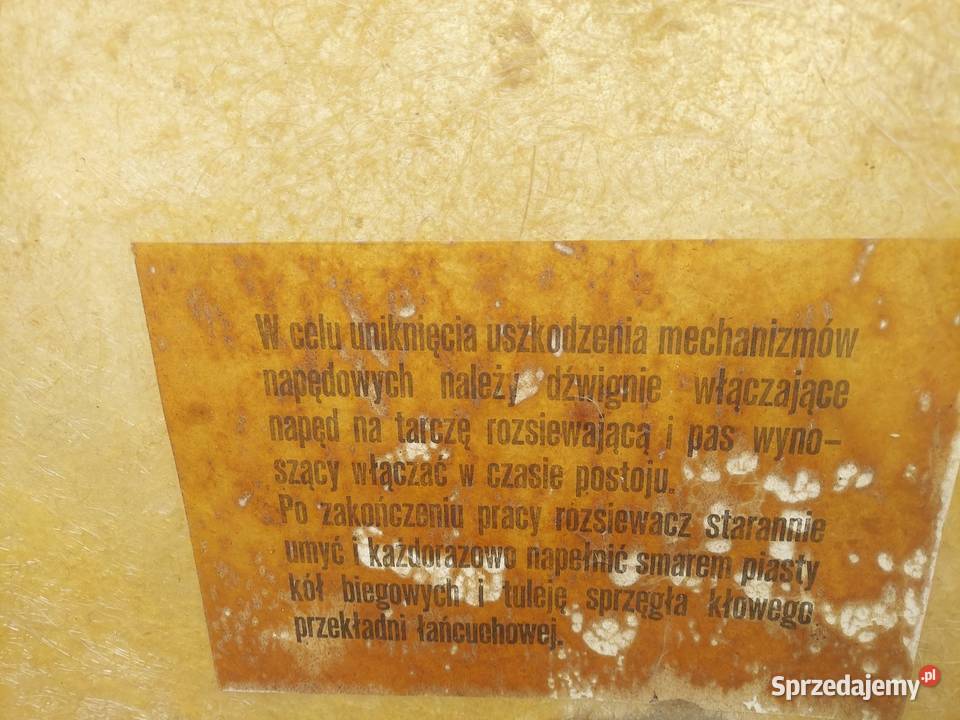 W celu uniknięcia uszkodzenia mechanizmów
napędowych należy dźwignie włączające
napęd na tarczę rozsiewającą i pas wyno-
szący włączać w czasie postoju.
Po zakończeniu pracy rozsiewacz starannie
umyć i każdorazowo napełnić smarem piasty
kół biegowych i tuleję sprzęgła kłowego
przekładni łańcuchowej.
Sprzedajemy.pl